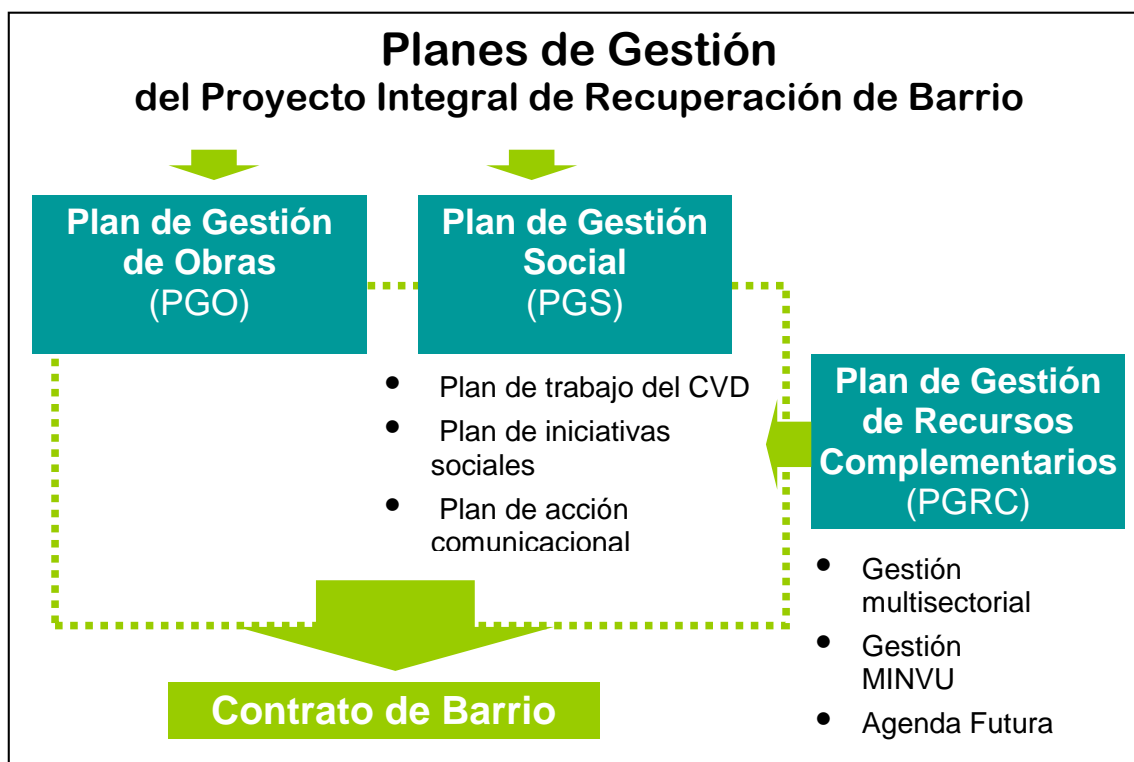 Planes de Gestión
del Proyecto Integral de Recuperación de Barrio
Plan de Gestión
de Obras
(PGO)
Plan de Gestión
Social
(PGS)
• Plan de trabajo del CVD
• Plan de iniciativas
sociales
• Plan de acción
comunicacional
Plan de Gestión
de Recursos
Complementarios
(PGRC)
• Gestión
multisectorial
• Gestión
MINVU
• Agenda Futura
Contrato de Barrio